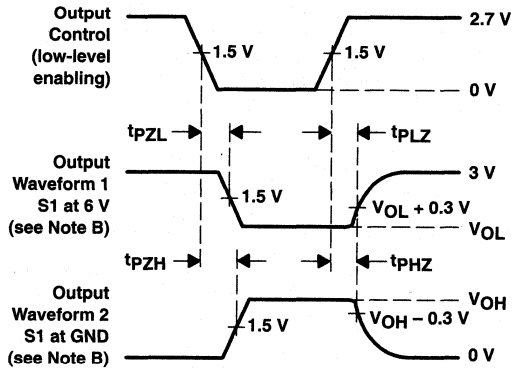 Output
Control
(low-level
enabling)
1.5 V
1.5 V
2.7 V
0 V
tPZL
tPLZ
Output
Waveform 1
S1 at 6 V
(see Note B)
1.5 V
3 V
VOL + 0.3 V
VOL
tPZH
tPHZ
Output
Waveform 2
S1 at GND
(see Note B)
1.5 V
VOH
VOH − 0.3 V
0 V